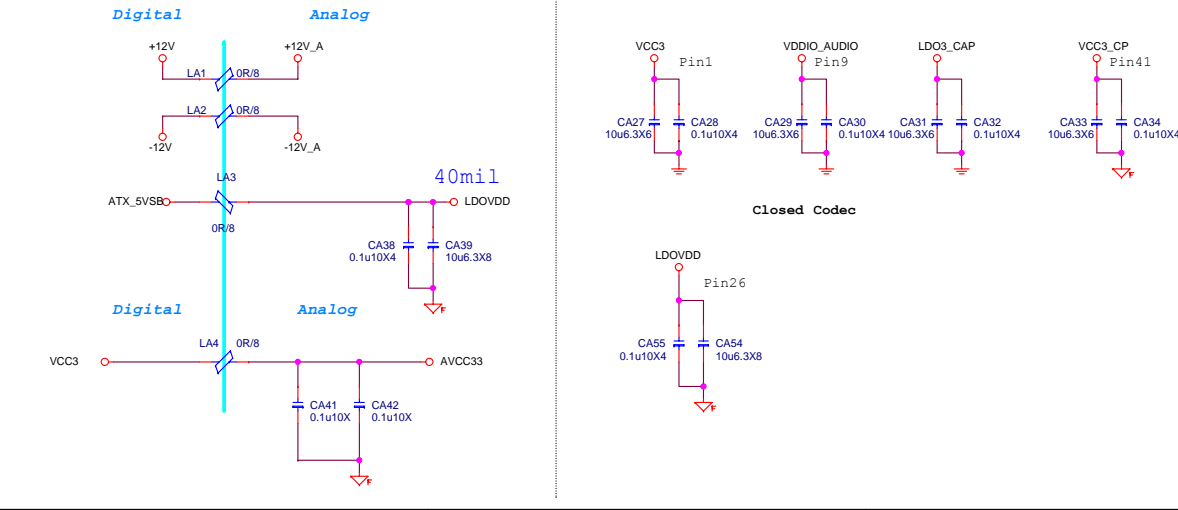 Digital
Analog
+12V
+12V_A
LA1
0R/8
LA2
0R/8
-12V
-12V_A
LA3
40mil
ATX_5VSB
LDOVDD
0R/8
CA38
0.1u10X4
CA39
10u6.3X8
F
Digital
Analog
LA4
0R/8
VCC3
AVCC33
CA41
0.1u10X
CA42
0.1u10X
F
VCC3
Pin1
CA27
10u6.3X6
CA28
0.1u10X4
VDDIO_AUDIO
Pin9
CA29
10u6.3X6
CA30
0.1u10X4
LDO3_CAP
CA31
10u6.3X6
CA32
0.1u10X4
VCC3_CP
Pin41
CA33
10u6.3X6
CA34
0.1u10X4
F
Closed Codec
LDOVDD
Pin26
CA55
0.1u10X4
CA54
10u6.3X8
F